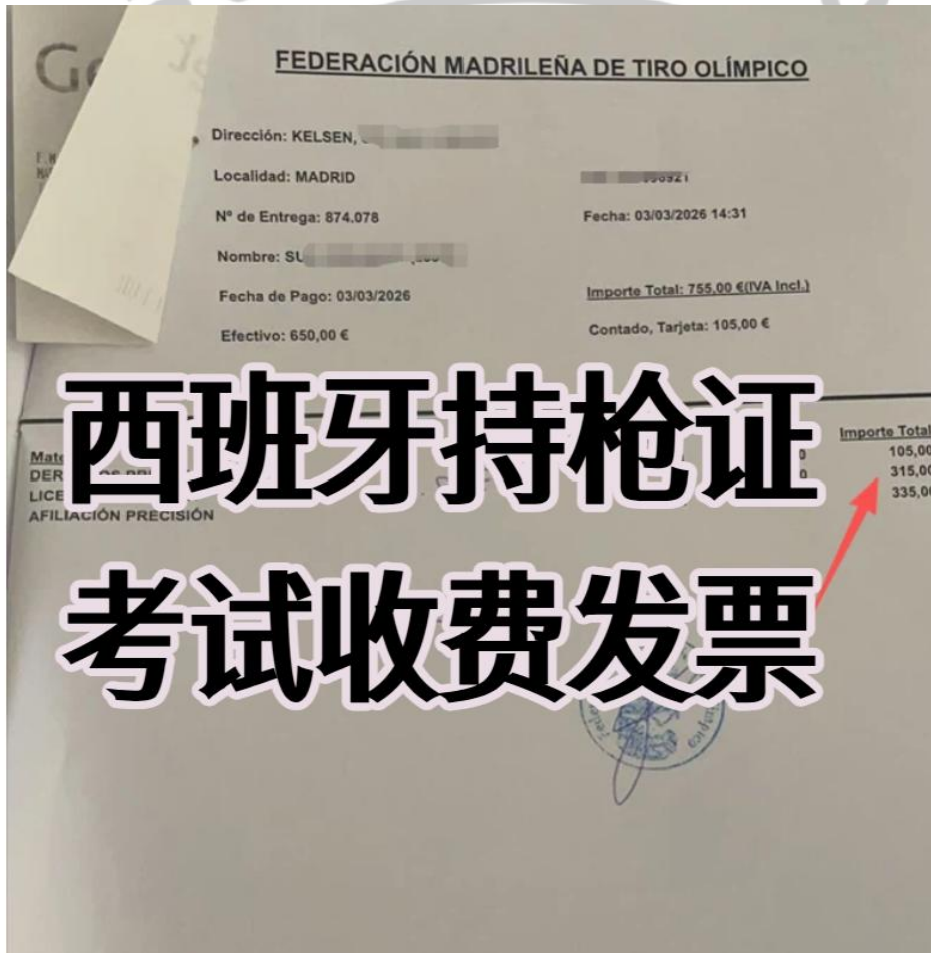 FEDERACIÓN MADRILEÑA DE TIRO OLÍMPICO
Dirección: KELSEN,
Localidad: MADRID
Nº de Entrega: 874.078
Fecha: 03/03/2026 14:31
Nombre: SU
Fecha de Pago: 03/03/2026
Importe Total: 755,00 €(IVA Incl.)
Efectivo: 650,00 €
Contado, Tarjeta: 105,00 €
西班牙持枪证
Importe Total
105,00
315,00
335,00
AFILIACIÓN PRECISIÓN
考试收费发票